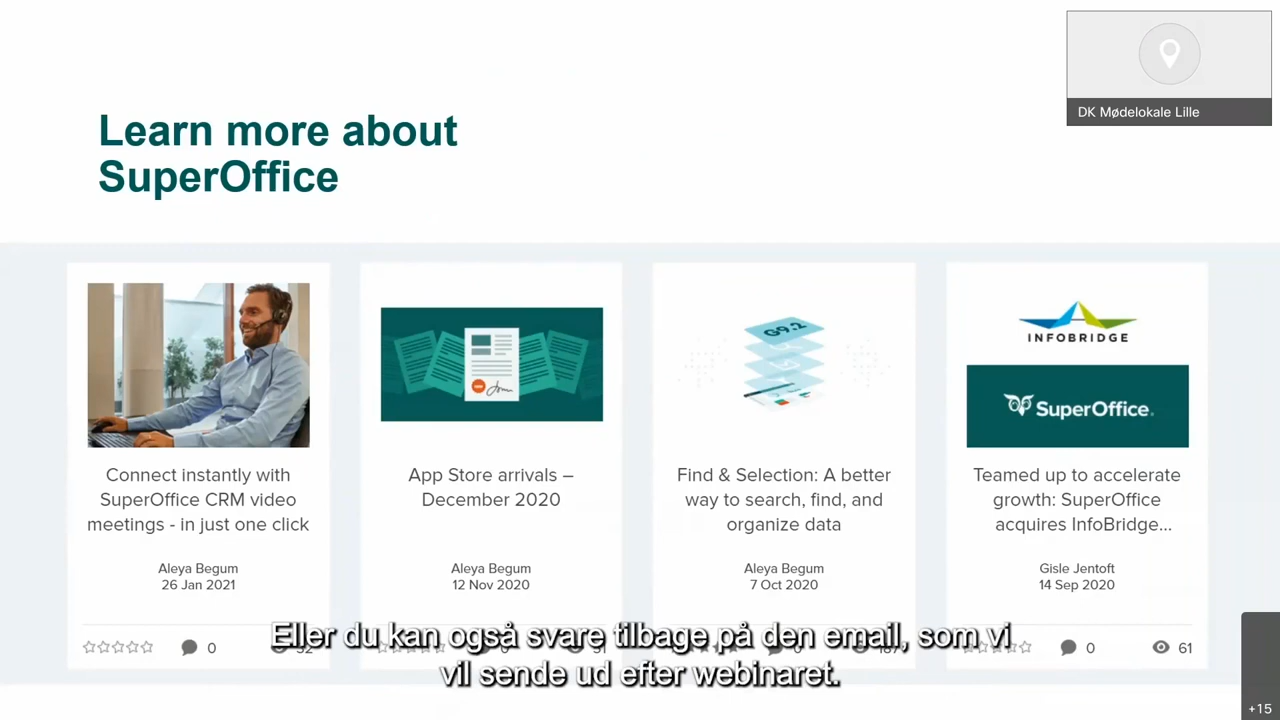 DK Mødelokale Lille
Learn more about
SuperOffice
G9.2
INFOBRIDGE
SuperOffice.
Connect instantly with
SuperOffice CRM video
meetings - in just one click
Aleya Begum
26 Jan 2021
0
App Store arrivals –
December 2020
Aleya Begum
12 Nov 2020
Find & Selection: A better
way to search, find, and
organize data
Aleya Begum
7 Oct 2020
Teamed up to accelerate
growth: SuperOffice
acquires InfoBridge...
Gisle Jentoft
14 Sep 2020
0
61
Eller du kan også svare tilbage på den email, som vi
vil sende ud efter webinaret.
+15